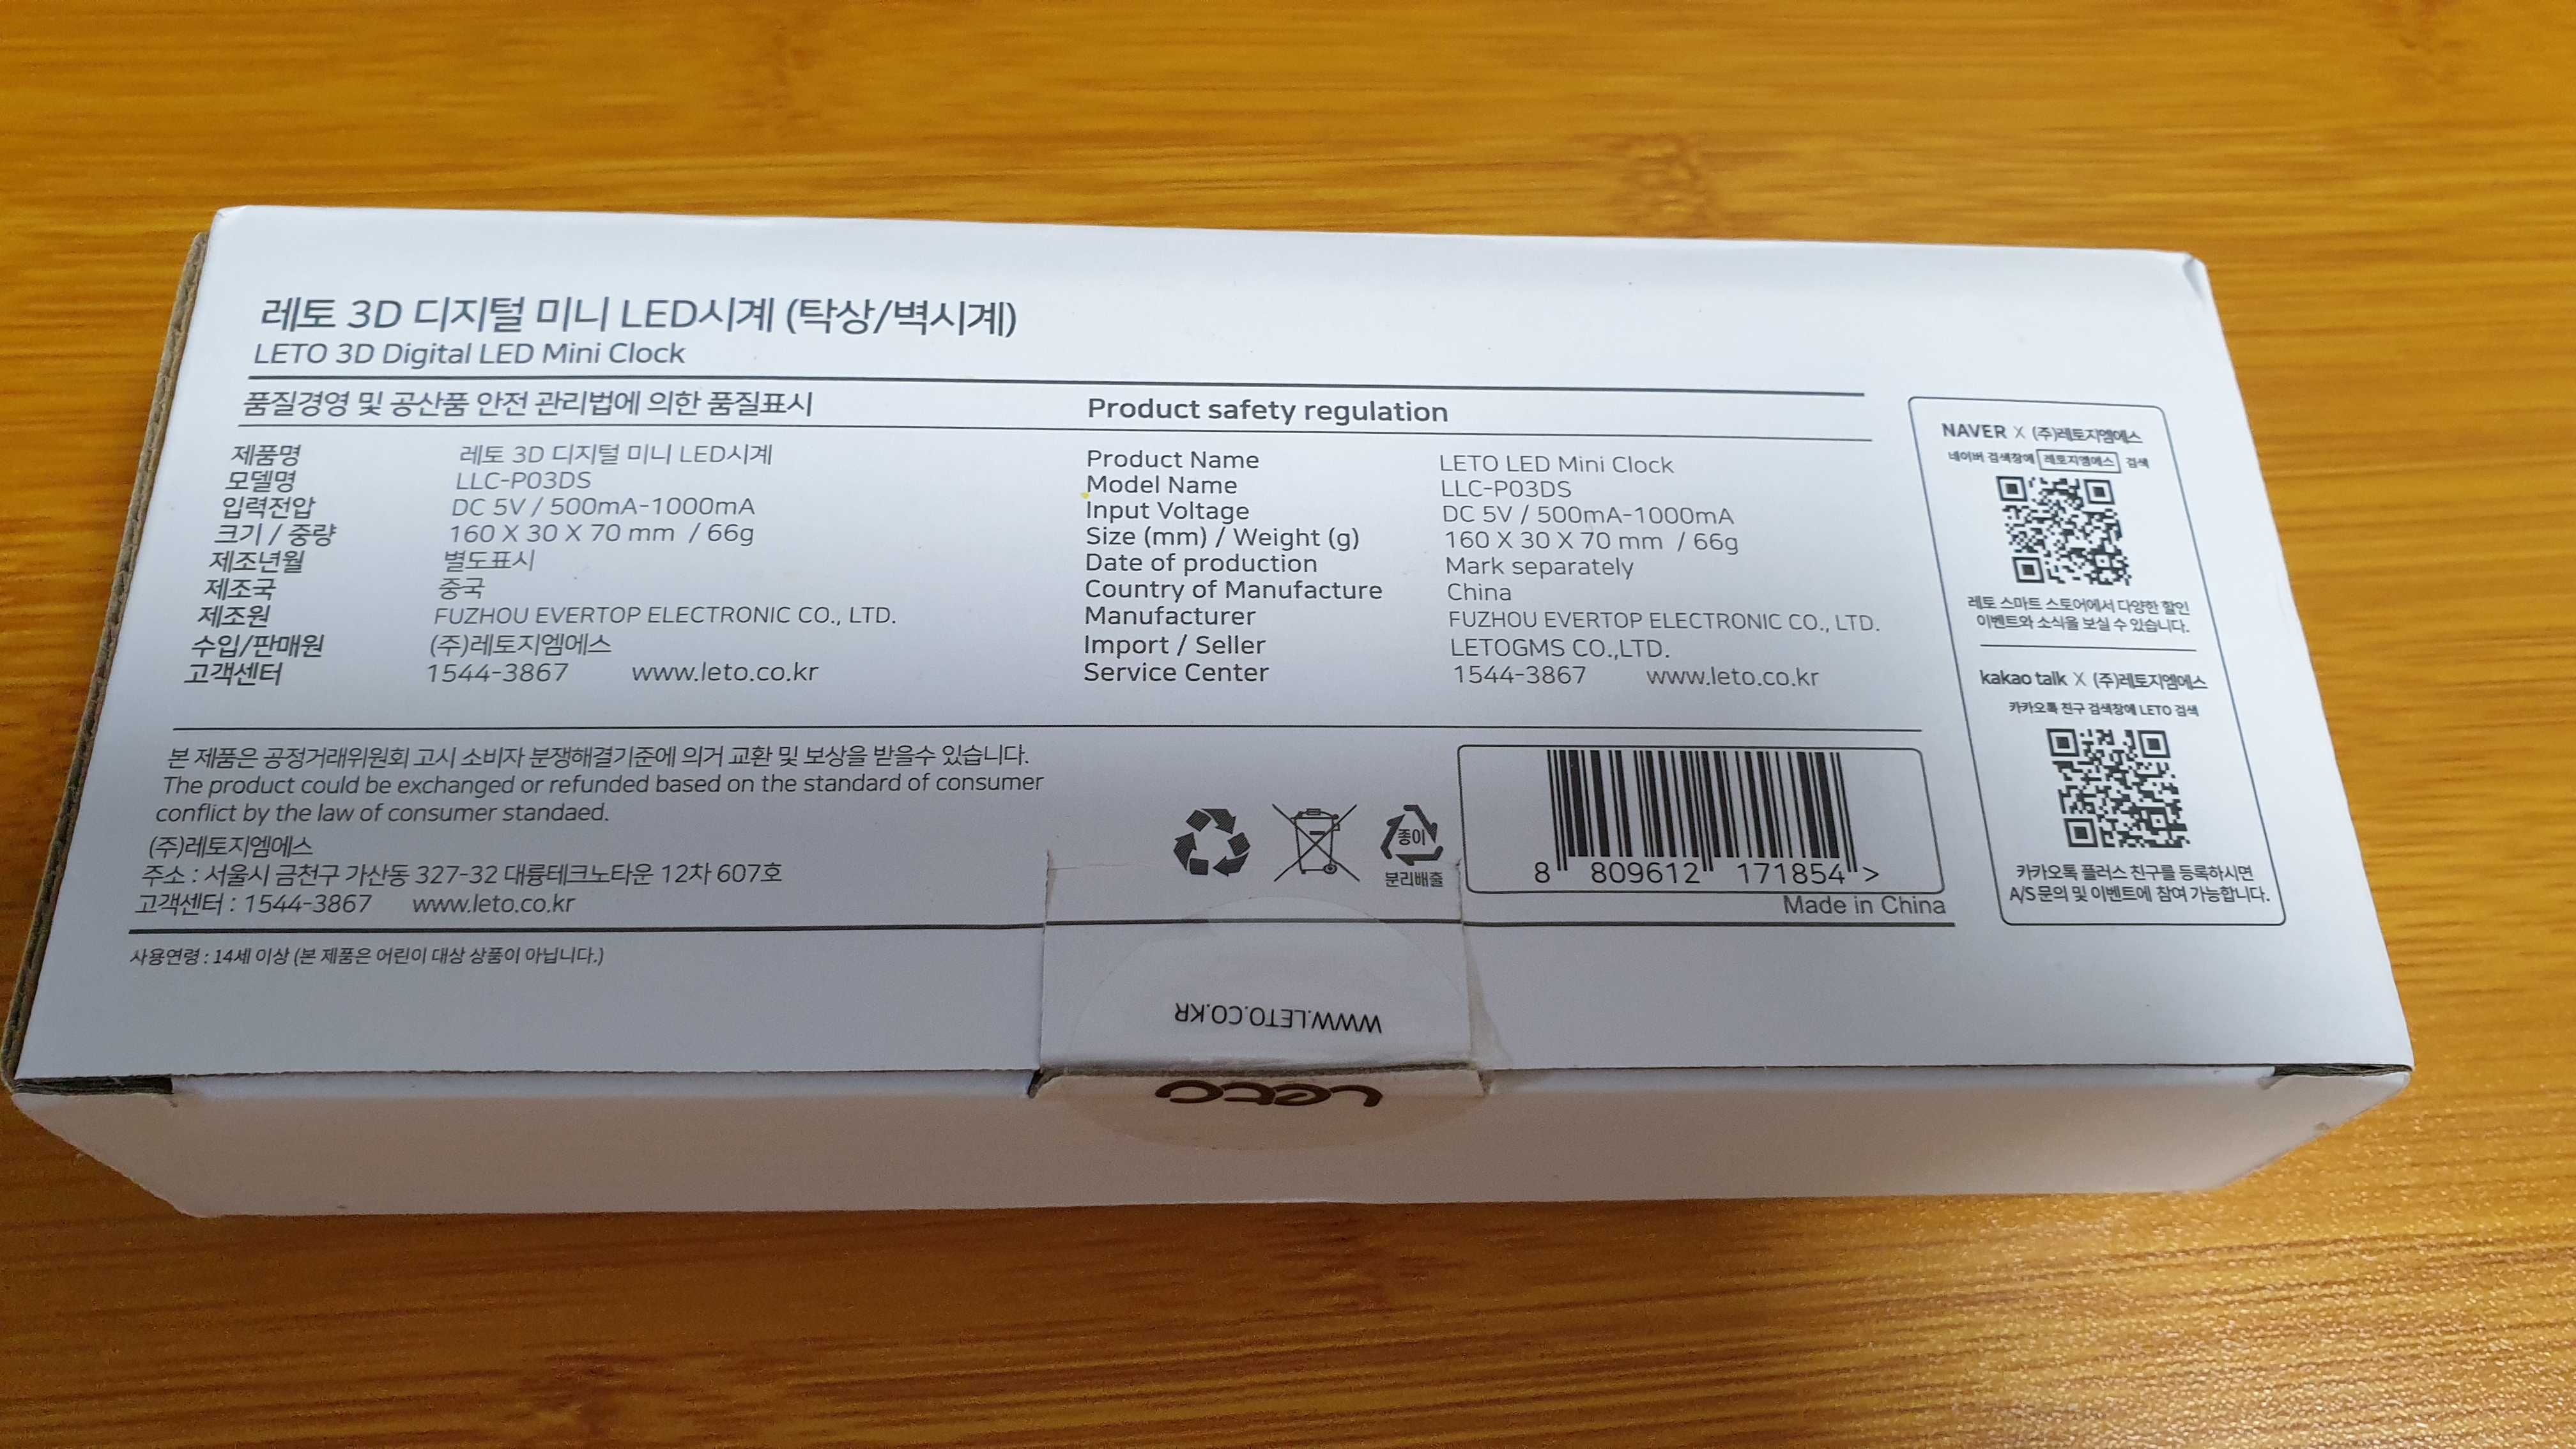 레토 3D 디지털 미니 LED시계 (탁상/벽시계)
LETO 3D Digital LED Mini Clock
품질경영 및 공산품 안전 관리법에 의한 품질표시
제품명 레토 3D 디지털 미니 LED시계
모델명 LLC-P03DS
입력전압 DC 5V / 500mA-1000mA
크기 / 중량 160 X 30 X 70 mm / 66g
제조년월 별도표시
제조국 중국
제조원 FUZHOU EVERTOP ELECTRONIC CO., LTD.
수입/판매원 (주)레토지엠에스
고객센터 1544-3867 www.leto.co.kr
Product safety regulation
Product Name LETO LED Mini Clock
Model Name LLC-P03DS
Input Voltage DC 5V / 500mA-1000mA
Size (mm) / Weight (g) 160 X 30 X 70 mm / 66g
Date of production Mark separately
Country of Manufacture China
Manufacturer FUZHOU EVERTOP ELECTRONIC CO., LTD.
Import / Seller LETOGMS CO.,LTD.
Service Center 1544-3867 www.leto.co.kr
본 제품은 공정거래위원회 고시 소비자 분쟁해결기준에 의거 교환 및 보상을 받을수 있습니다.
The product could be exchanged or refunded based on the standard of consumer
conflict by the law of consumer standaed.
(주)레토지엠에스
주소 : 서울시 금천구 가산동 327-32 대륭테크노타운 12차 607호
고객센터 : 1544-3867 www.leto.co.kr
사용연령 : 14세 이상 (본 제품은 어린이 대상 상품이 아닙니다.)
종이
분리배출
8 809612 171854 >
Made in China
NAVER X (주)레토지엠에스
네이버 검색창에 레토지엠에스 검색
레토 스마트 스토어에서 다양한 할인
이벤트와 소식을 보실 수 있습니다.
kakao talk X (주)레토지엠에스
카카오톡 친구 검색창에 LETO 검색
카카오톡 플러스 친구를 등록하시면
A/S 문의 및 이벤트에 참여 가능합니다.
WWW.LETO.CO.KR
Leto